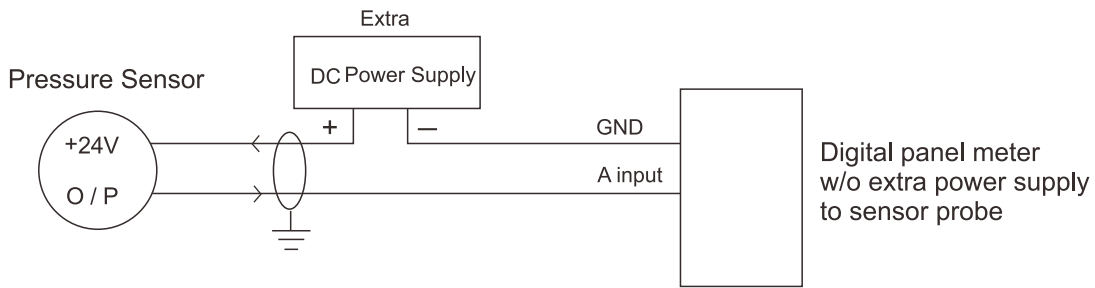 Extra
DC Power Supply
Pressure Sensor
+ —
+24V
GND
O / P
A input
Digital panel meter
w/o extra power supply
to sensor probe